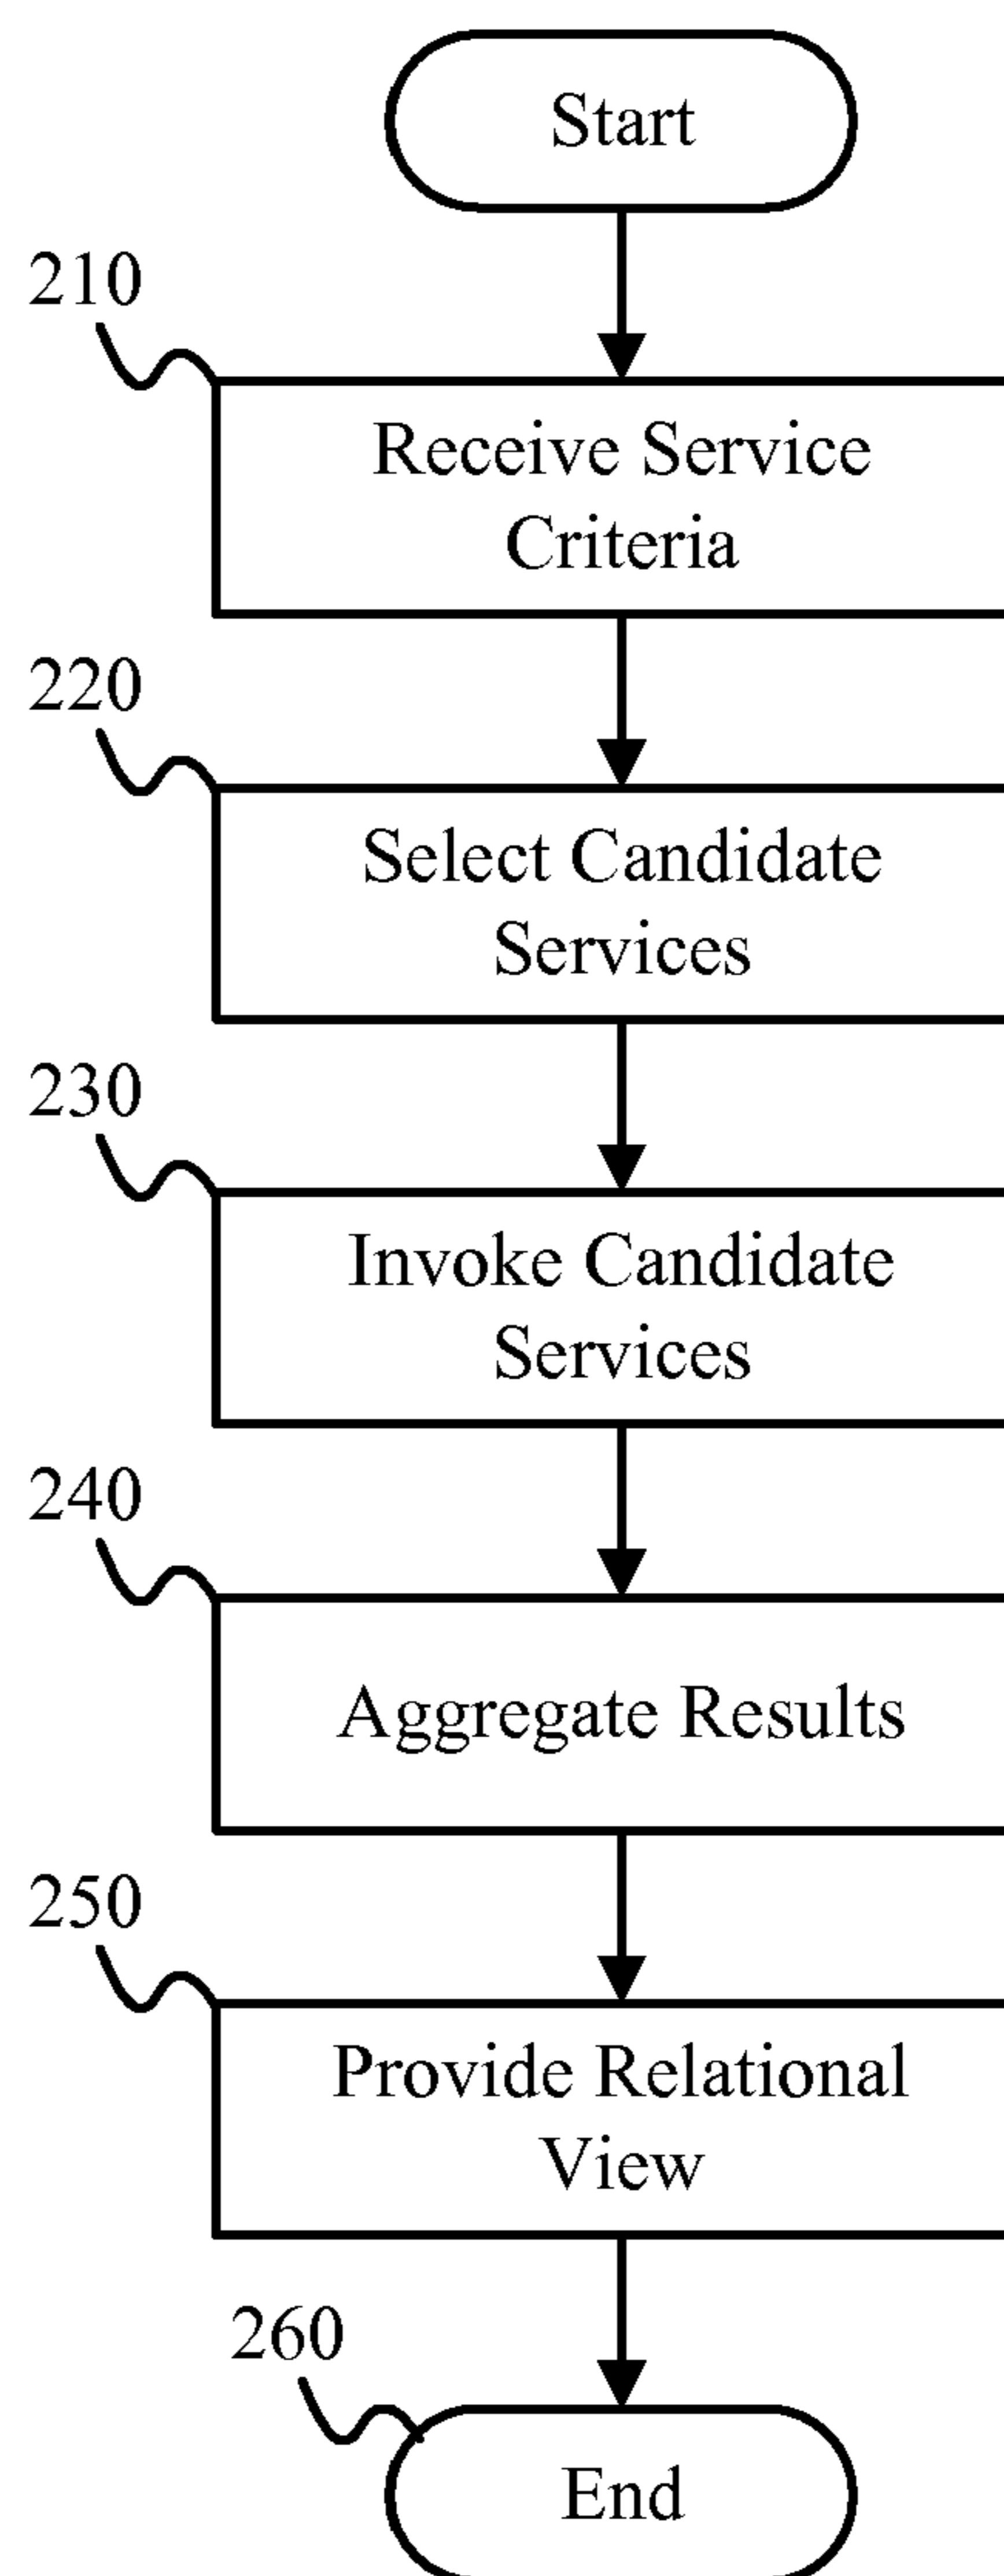 Start
210
Receive Service
Criteria
220
Select Candidate
Services
230
Invoke Candidate
Services
240
Aggregate Results
250
Provide Relational
View
260
End